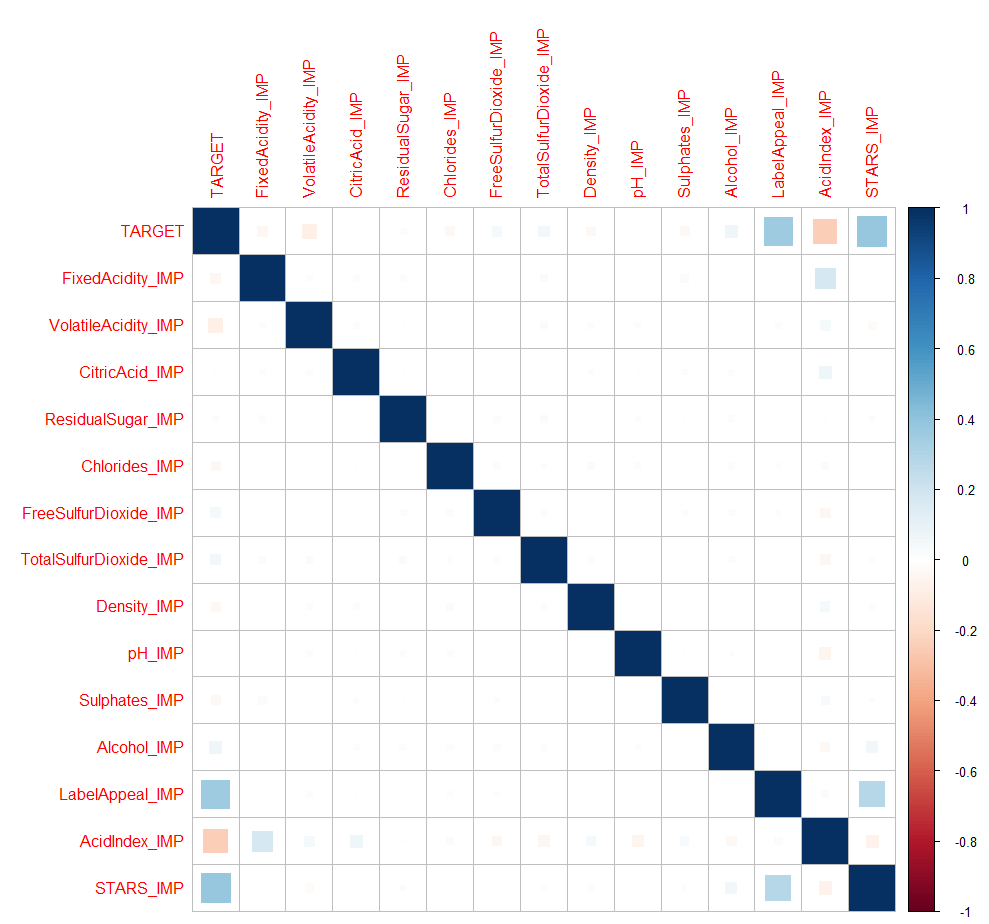 TARGET
FixedAcidity_IMP
VolatileAcidity_IMP
CitricAcid_IMP
ResidualSugar_IMP
Chlorides_IMP
FreeSulfurDioxide_IMP
TotalSulfurDioxide_IMP
Density_IMP
pH_IMP
Sulphates_IMP
Alcohol_IMP
LabelAppeal_IMP
AcidIndex_IMP
STARS_IMP
TARGET
FixedAcidity_IMP
VolatileAcidity_IMP
CitricAcid_IMP
ResidualSugar_IMP
Chlorides_IMP
FreeSulfurDioxide_IMP
TotalSulfurDioxide_IMP
Density_IMP
pH_IMP
Sulphates_IMP
Alcohol_IMP
LabelAppeal_IMP
AcidIndex_IMP
STARS_IMP
1
0.8
0.6
0.4
0.2
0
-0.2
-0.4
-0.6
-0.8
-1